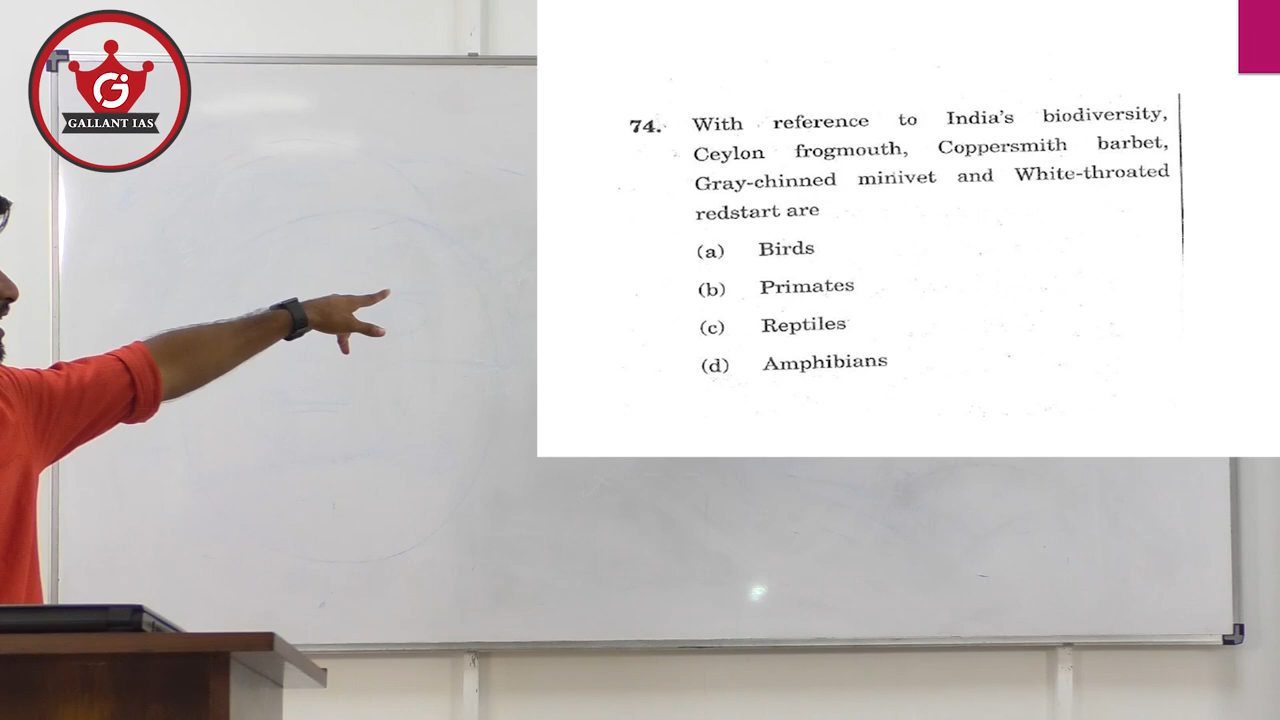 GALLANT IAS
74. With reference to India's biodiversity,
Ceylon frogmouth, Coppersmith barbet,
Gray-chinned minivet and White-throated
redstart are
(a) Birds
(b) Primates
(c) Reptiles
(d) Amphibians